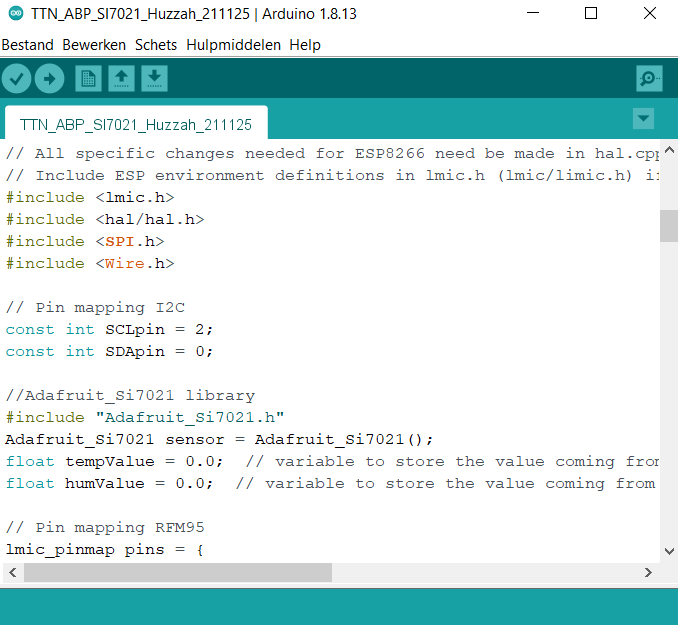 TTN_ABP_SI7021_Huzzah_211125 | Arduino 1.8.13
Bestand Bewerken Schets Hulpmiddelen Help
TTN_ABP_SI7021_Huzzah_211125
// All specific changes needed for ESP8266 need be made in hal.cpp
// Include ESP environment definitions in lmic.h (lmic/limic.h) i
#include <lmic.h>
#include <hal/hal.h>
#include <SPI.h>
#include <Wire.h>
// Pin mapping I2C
const int SCLpin = 2;
const int SDApin = 0;
//Adafruit_Si7021 library
#include "Adafruit_Si7021.h"
Adafruit_Si7021 sensor = Adafruit_Si7021();
float tempValue = 0.0;  // variable to store the value coming from
float humValue = 0.0;  // variable to store the value coming from
// Pin mapping RFM95
lmic_pinmap pins = {